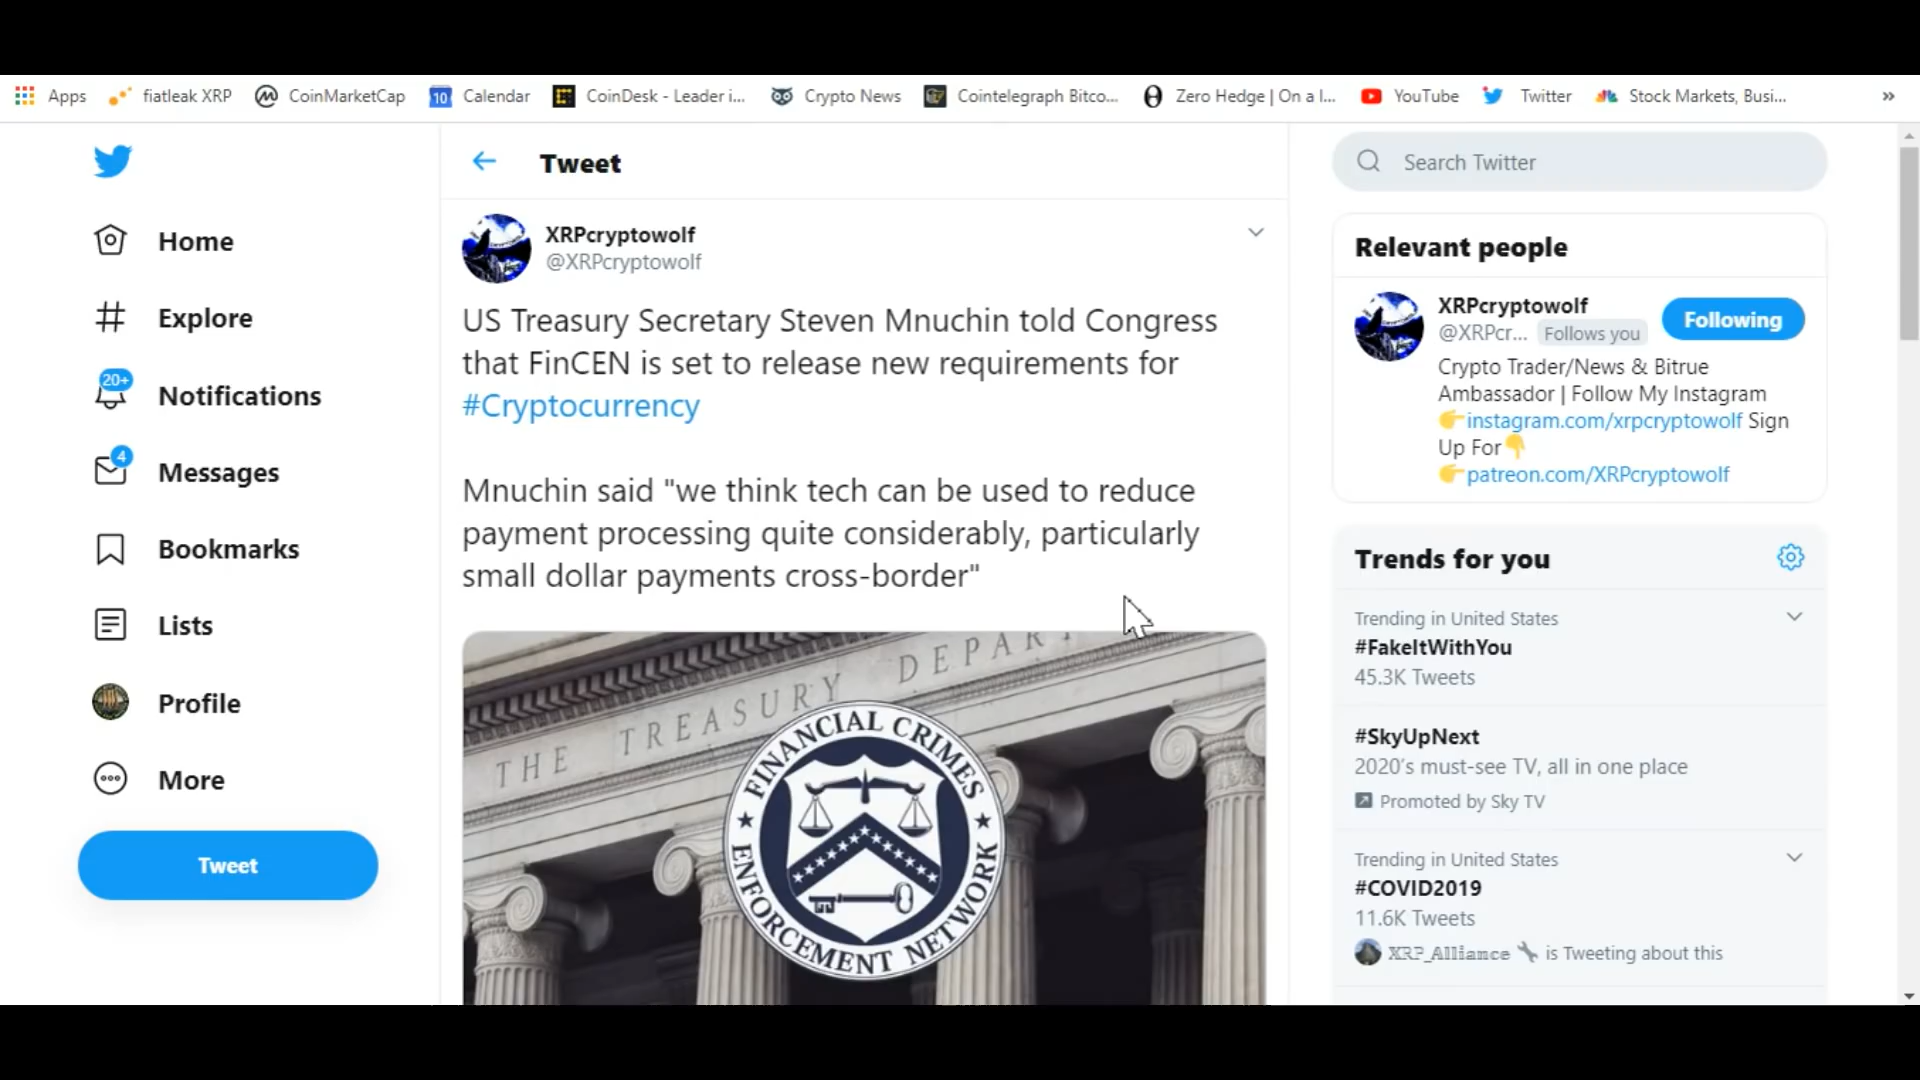 Apps
fiatleak XRP
CoinMarketCap
10
Calendar
CoinDesk - Leader i...
Crypto News
Cointelegraph Bitco...
Zero Hedge | On a l...
YouTube
Twitter
Stock Markets, Busi...
»
Home
Explore
20+
Notifications
4
Messages
Bookmarks
Lists
Profile
More
Tweet
Tweet
XRPcryptowolf
@XRPcryptowolf
US Treasury Secretary Steven Mnuchin told Congress
that FinCEN is set to release new requirements for
#Cryptocurrency
Mnuchin said "we think tech can be used to reduce
payment processing quite considerably, particularly
small dollar payments cross-border"
THE TREASURY DEPAR
FINANCIAL CRIMES
ENFORCEMENT NETWORK
Search Twitter
Relevant people
XRPcryptowolf
@XRPcr... Follows you
Following
Crypto Trader/News & Bitrue
Ambassador | Follow My Instagram
👉instagram.com/xrpcryptowolf Sign
Up For👇
👉patreon.com/XRPcryptowolf
Trends for you
Trending in United States
#FakeItWithYou
45.3K Tweets
#SkyUpNext
2020's must-see TV, all in one place
Promoted by Sky TV
Trending in United States
#COVID2019
11.6K Tweets
XRP_Alliance 🔧 is Tweeting about this